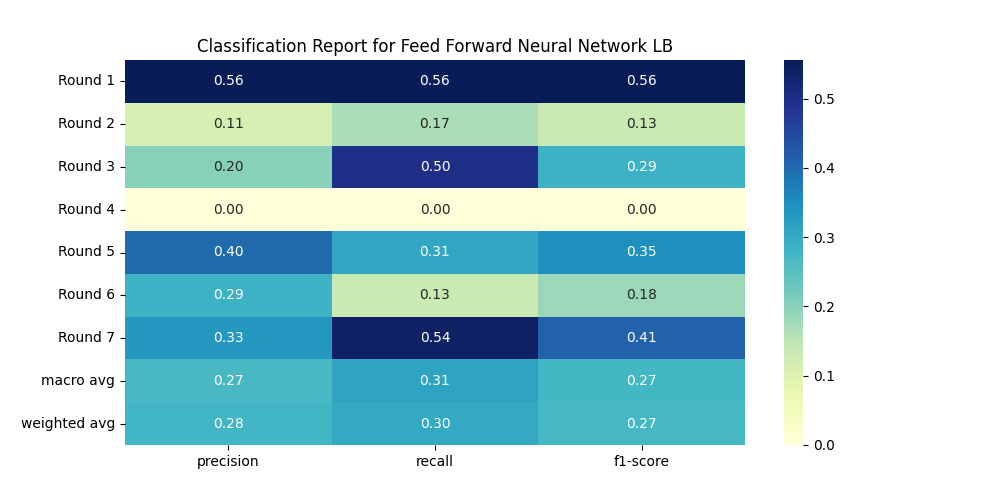 Classification Report for Feed Forward Neural Network LB
Round 1 0.56 0.56 0.56
Round 2 0.11 0.17 0.13
Round 3 0.20 0.50 0.29
Round 4 0.00 0.00 0.00
Round 5 0.40 0.31 0.35
Round 6 0.29 0.13 0.18
Round 7 0.33 0.54 0.41
macro avg 0.27 0.31 0.27
weighted avg 0.28 0.30 0.27
precision recall f1-score
0.5
0.4
0.3
0.2
0.1
0.0